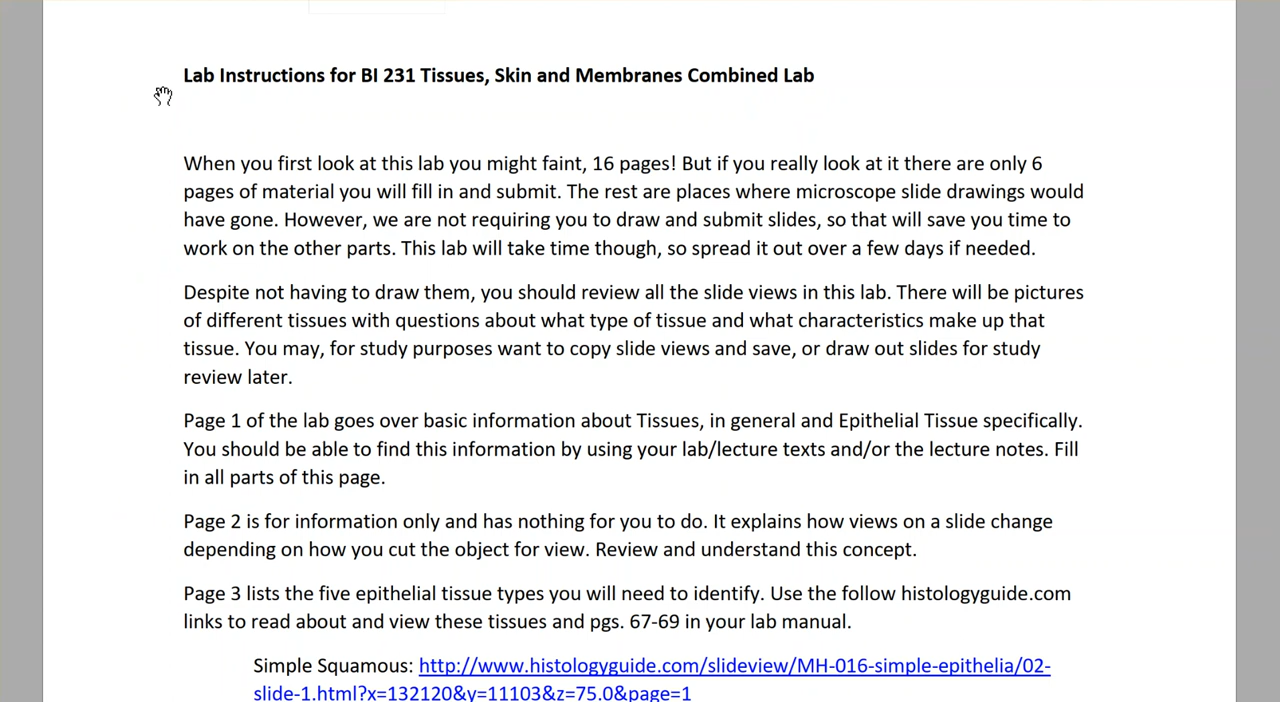 Lab Instructions for BI 231 Tissues, Skin and Membranes Combined Lab
When you first look at this lab you might faint, 16 pages! But if you really look at it there are only 6
pages of material you will fill in and submit. The rest are places where microscope slide drawings would
have gone. However, we are not requiring you to draw and submit slides, so that will save you time to
work on the other parts. This lab will take time though, so spread it out over a few days if needed.
Despite not having to draw them, you should review all the slide views in this lab. There will be pictures
of different tissues with questions about what type of tissue and what characteristics make up that
tissue. You may, for study purposes want to copy slide views and save, or draw out slides for study
review later.
Page 1 of the lab goes over basic information about Tissues, in general and Epithelial Tissue specifically.
You should be able to find this information by using your lab/lecture texts and/or the lecture notes. Fill
in all parts of this page.
Page 2 is for information only and has nothing for you to do. It explains how views on a slide change
depending on how you cut the object for view. Review and understand this concept.
Page 3 lists the five epithelial tissue types you will need to identify. Use the follow histologyguide.com
links to read about and view these tissues and pgs. 67-69 in your lab manual.
Simple Squamous: http://www.histologyguide.com/slideview/MH-016-simple-epithelia/02-
slide-1.html?x=132120&y=11103&z=75.0&page=1